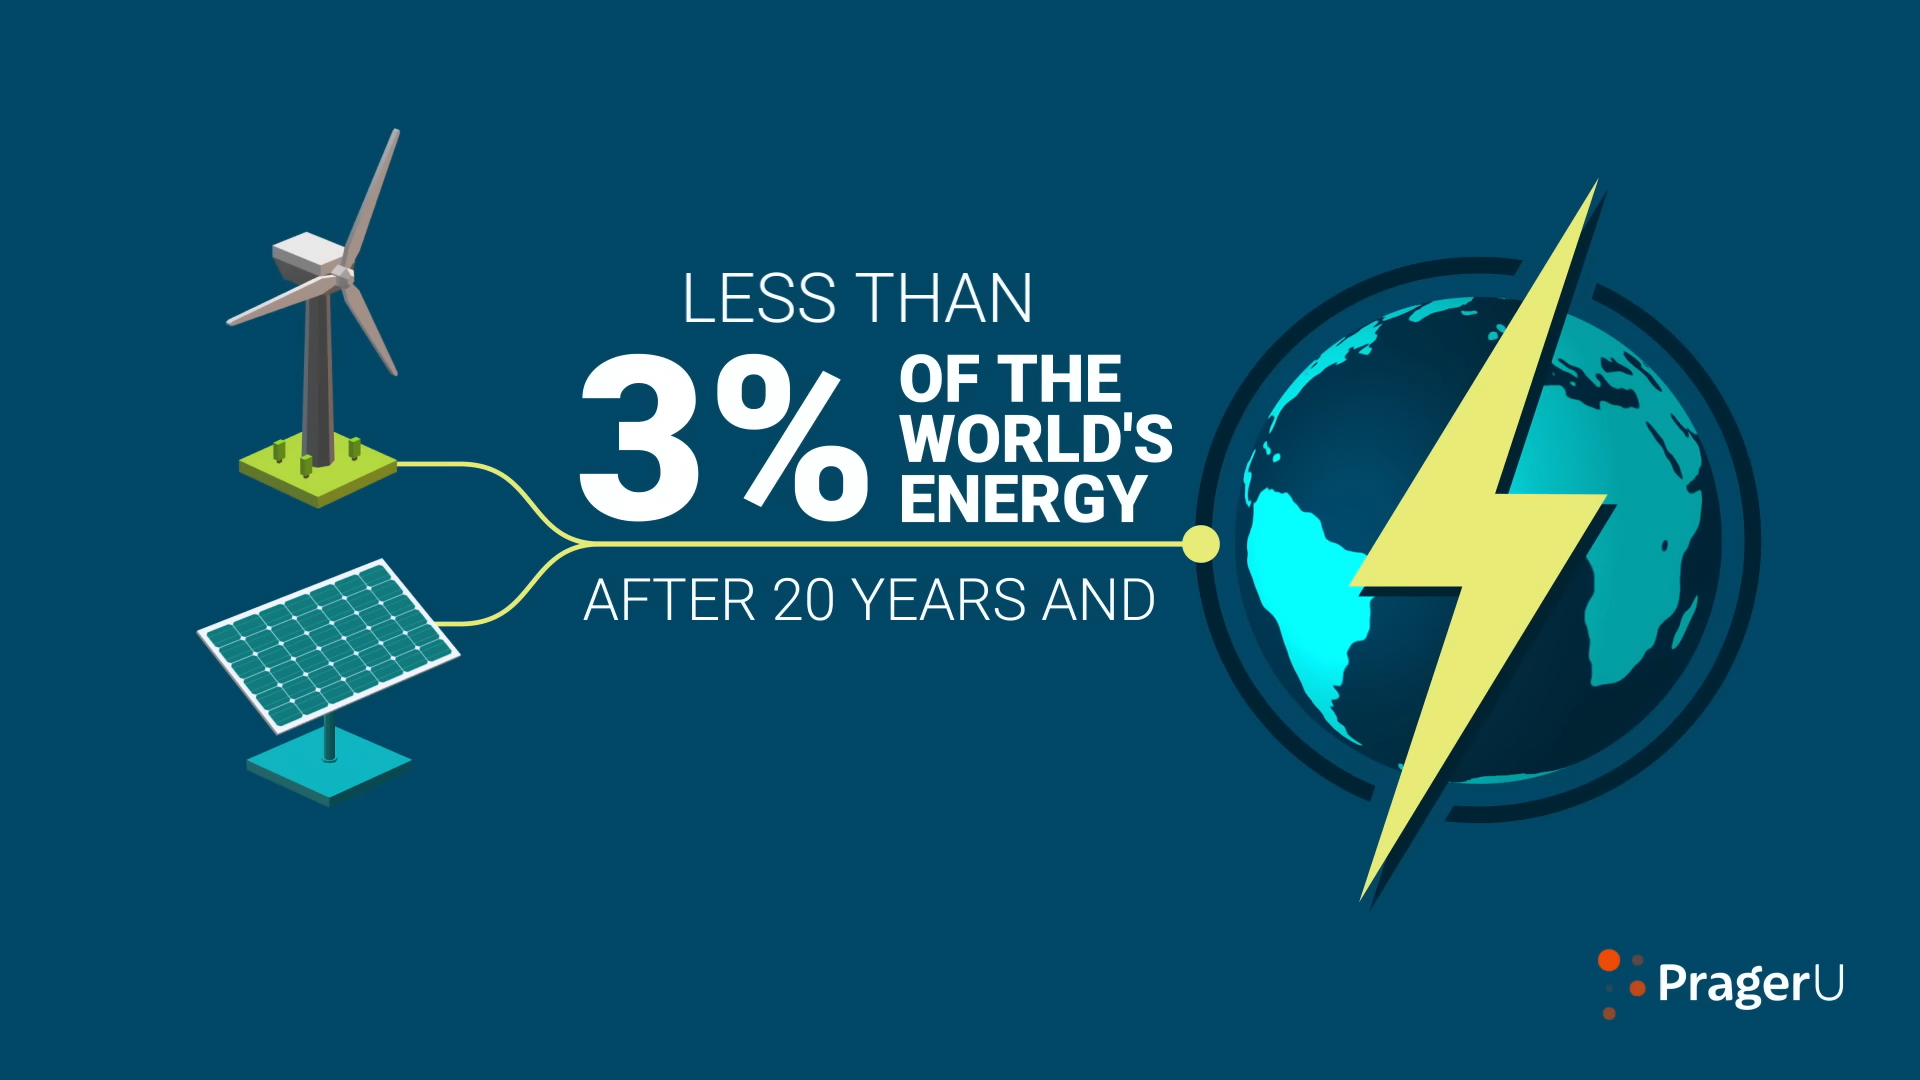 LESS THAN
3% OF THE
WORLD'S
ENERGY
AFTER 20 YEARS AND
PragerU